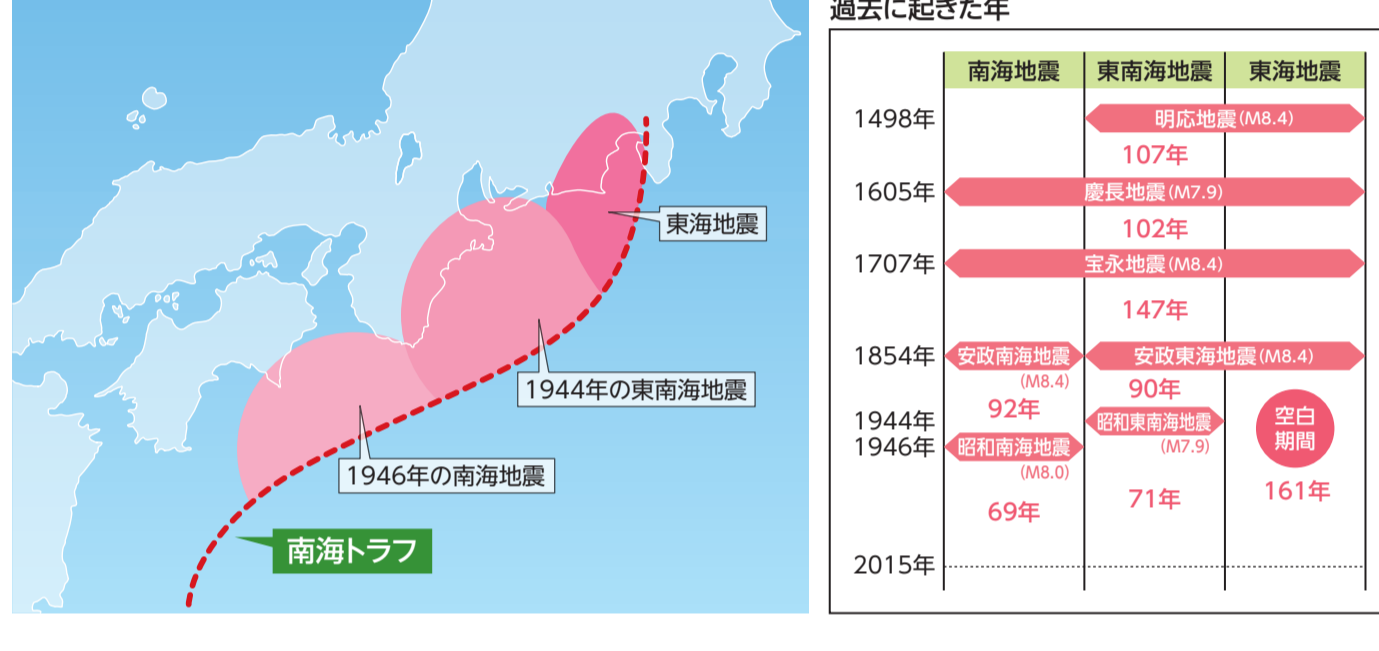 東海地震
1944年の東南海地震
1946年の南海地震
南海トラフ
過去に起きた年
南海地震 東南海地震 東海地震
1498年 明応地震(M8.4)
107年
1605年 慶長地震(M7.9)
102年
1707年 宝永地震(M8.4)
147年
1854年 安政南海地震 安政東海地震(M8.4)
(M8.4)
90年
92年
1944年 昭和東南海地震
(M7.9)
空白
期間
161年
1946年 昭和南海地震
(M8.0)
69年
71年
2015年